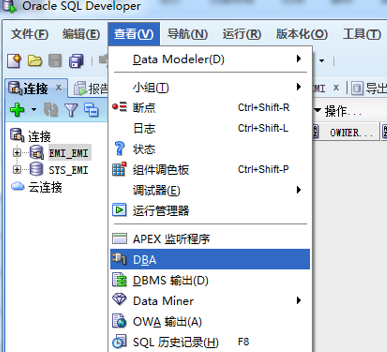 Oracle SQL Developer
文件(F) 编辑(E) 查看(V) 导航(N) 运行(R) 版本化(O) 工具(T)
连接 报告
连接
EMI_EMI
SYS_EMI
云连接
Data Modeler(D)
小组(T)
断点 Ctrl+Shift-R
日志 Ctrl+Shift-L
状态
组件调色板 Ctrl+Shift-P
调试器(E)
运行管理器
APEX 监听程序
DBA
DBMS 输出(D)
Data Miner
OWA 输出(A)
SQL 历史记录(H) F8
MI 导出
操作...
OWNER...